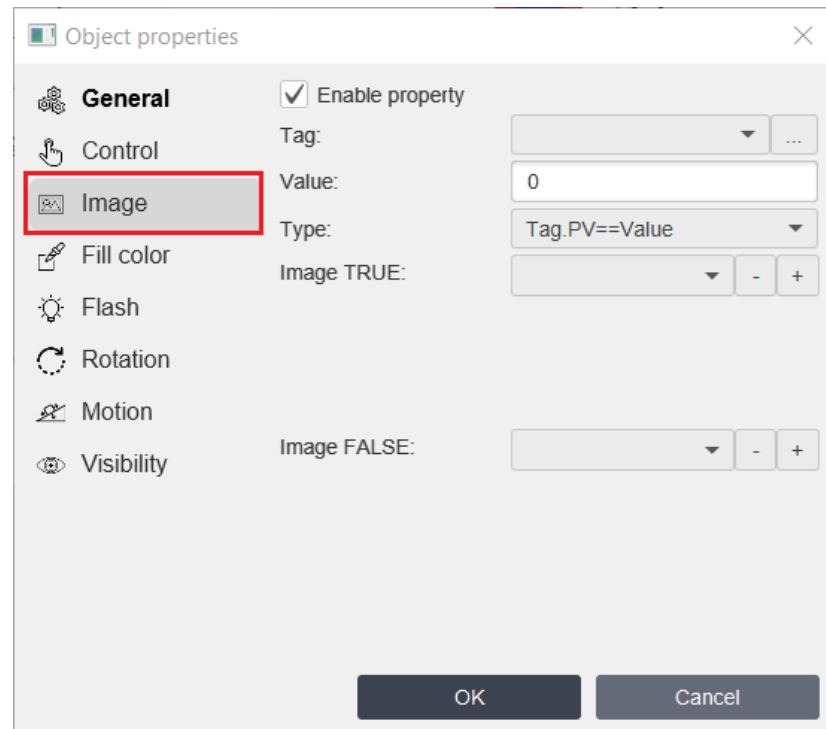 Object properties
General
Control
Image
Fill color
Flash
Rotation
Motion
Visibility
Enable property
Tag:
...
Value:
0
Type:
Tag.PV==Value
Image TRUE:
- +
Image FALSE:
- +
OK
Cancel